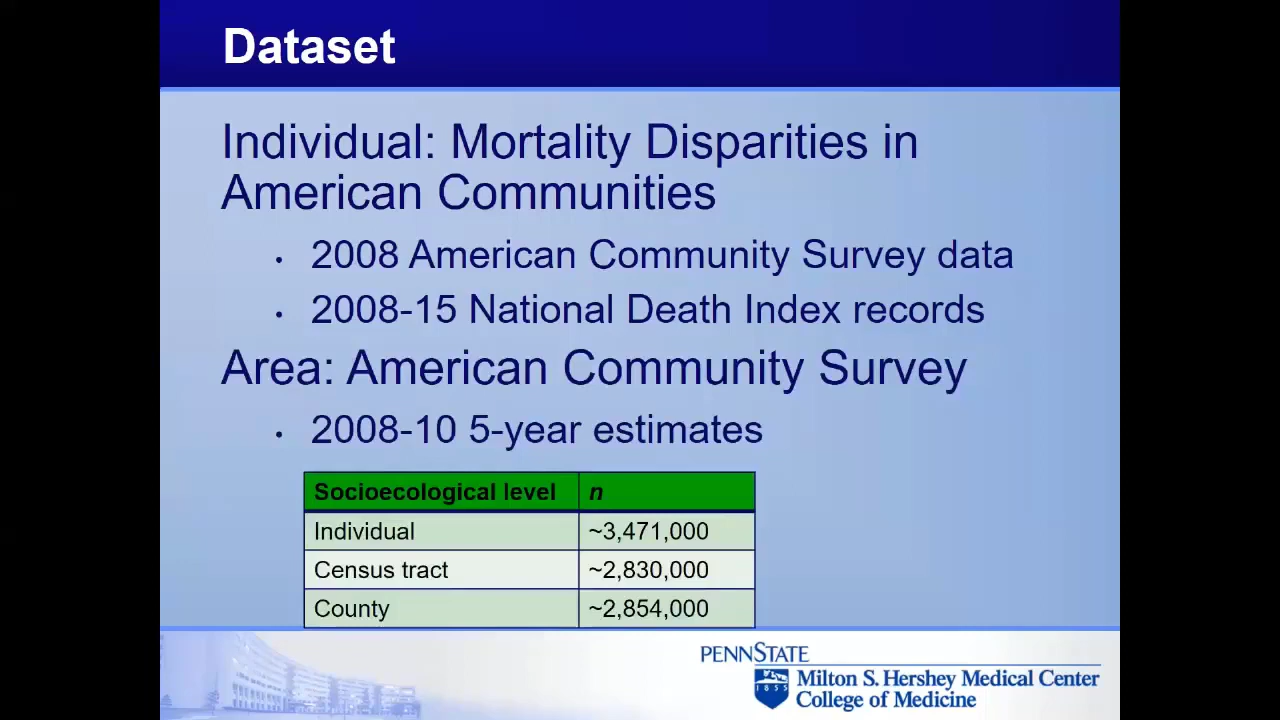 Dataset
Individual: Mortality Disparities in
American Communities
• 2008 American Community Survey data
• 2008-15 National Death Index records
Area: American Community Survey
• 2008-10 5-year estimates
Socioecological level n
Individual ~3,471,000
Census tract ~2,830,000
County ~2,854,000
PENNSTATE
1855
Milton S. Hershey Medical Center
College of Medicine